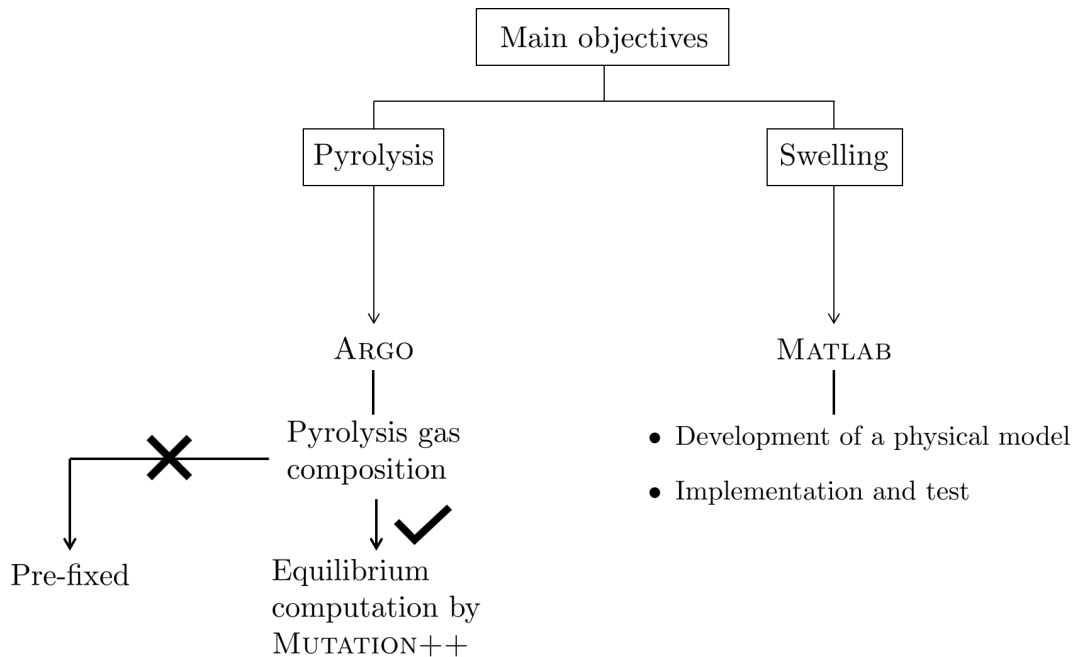 Main objectives
Pyrolysis
Swelling
ARGO
MATLAB
Pyrolysis gas
composition
• Development of a physical model
• Implementation and test
Pre-fixed
Equilibrium
computation by
MUTATION++